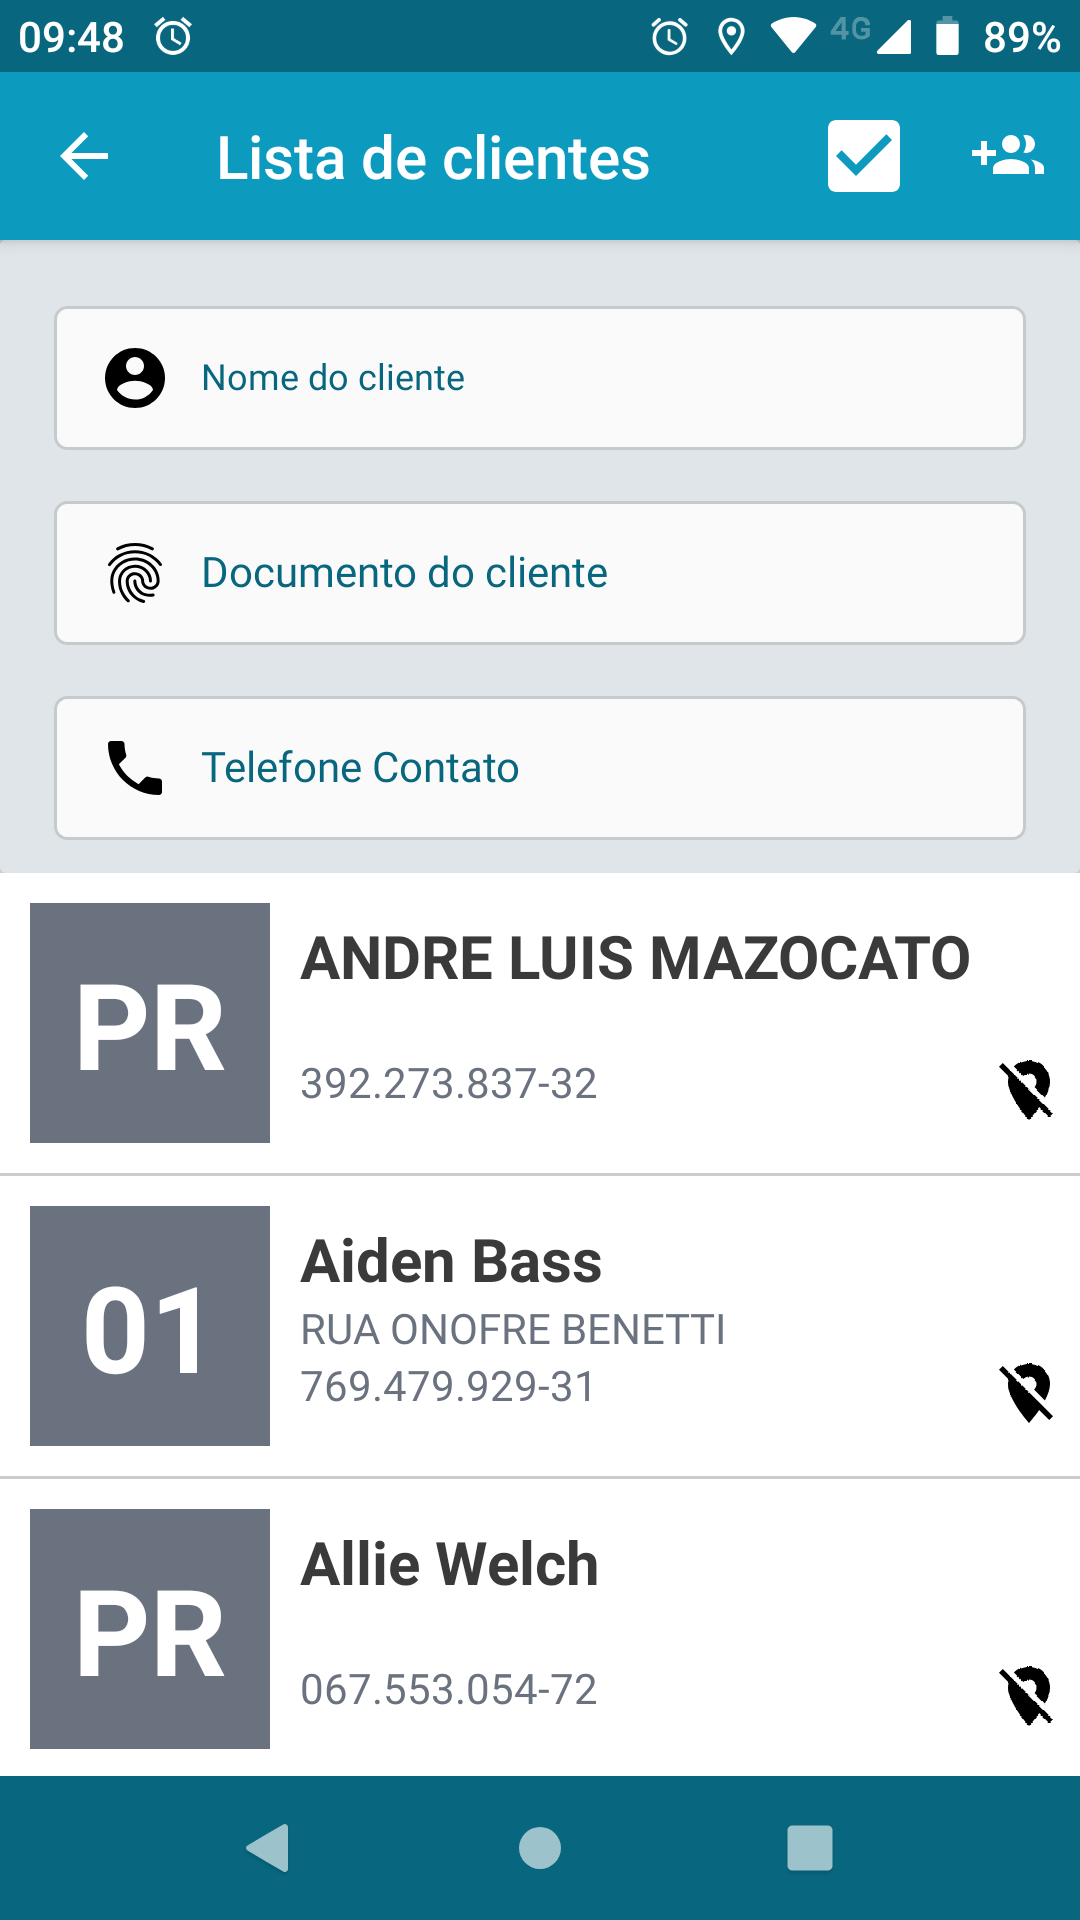 09:48 4G 89%
Lista de clientes
Nome do cliente
Documento do cliente
Telefone Contato
PR
ANDRE LUIS MAZOCATO
392.273.837-32
01
Aiden Bass
RUA ONOFRE BENETTI
769.479.929-31
PR
Allie Welch
067.553.054-72